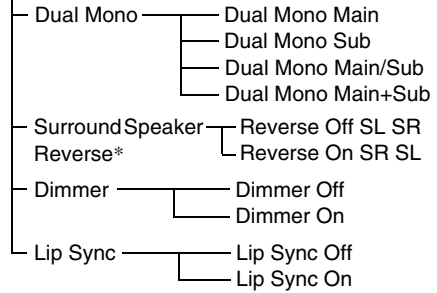 Dual Mono Dual Mono Main
Dual Mono Sub
Dual Mono Main/Sub
Dual Mono Main+Sub
Surround Speaker Reverse Off SL SR
Reverse* Reverse On SR SL
Dimmer Dimmer Off
Dimmer On
Lip Sync Lip Sync Off
Lip Sync On